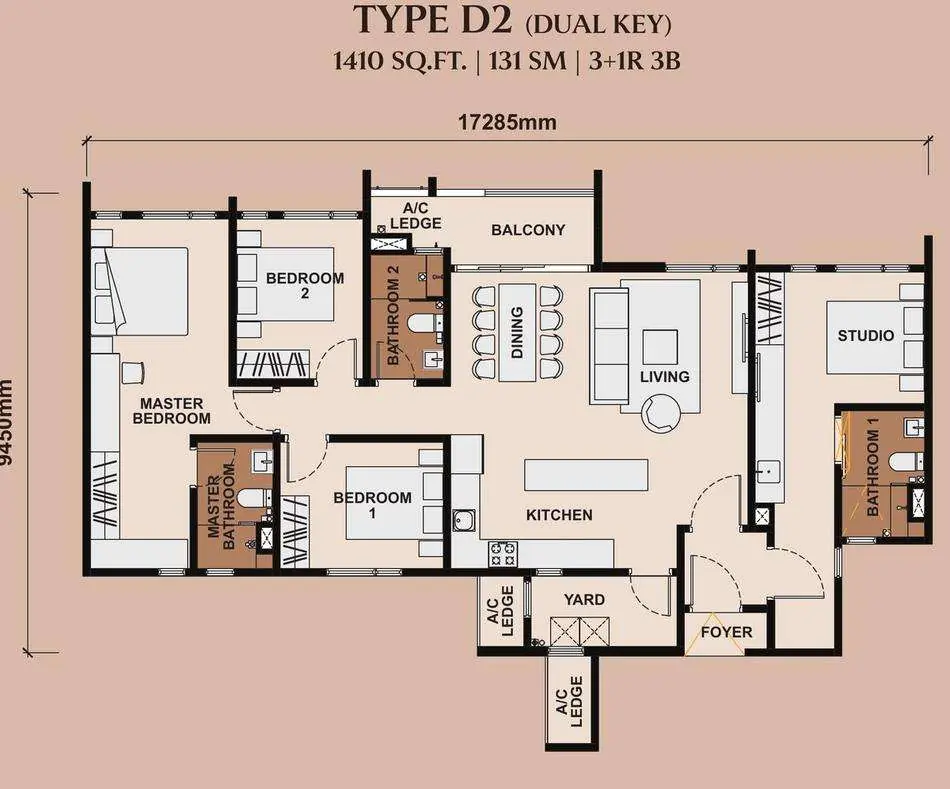 TYPE D2 (DUAL KEY)
1410 SQ.FT. | 131 SM | 3+1R 3B
17285mm
9450mm
A/C
LEDGE
BALCONY
BEDROOM
2
BATHROOM 2
DINING
LIVING
STUDIO
MASTER
BEDROOM
BATHROOM 1
MASTER
BATHROOM
BEDROOM
1
KITCHEN
A/C
LEDGE
YARD
FOYER
A/C
LEDGE